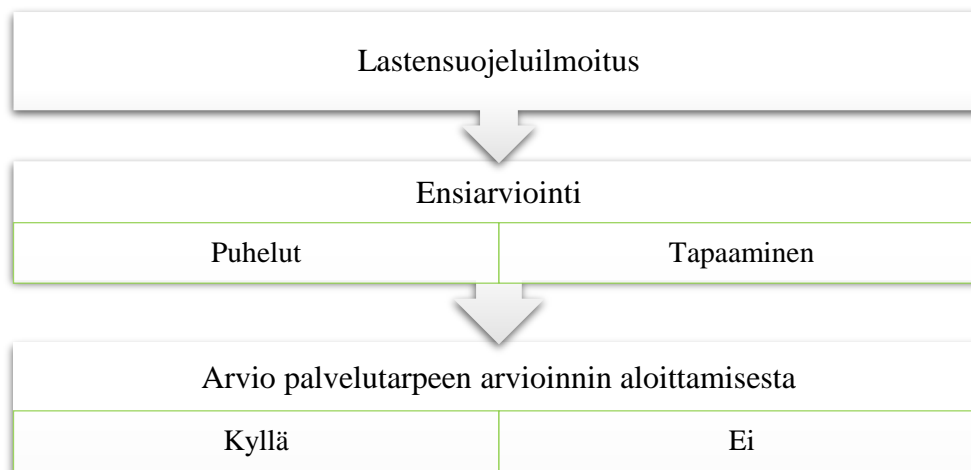 Lastensuojeluilmoitus
Ensiarviointi
Puhelut
Tapaaminen
Arvio palvelutarpeen arvioinnin aloittamisesta
Kyllä
Ei